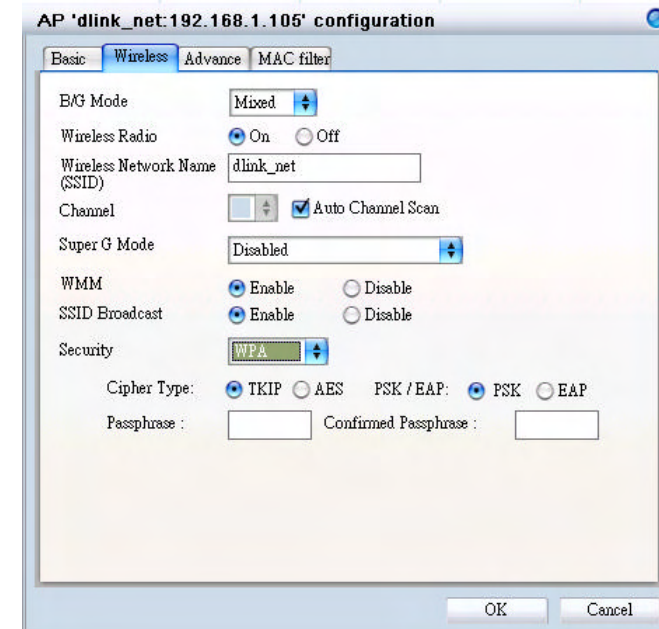 AP 'dlink_net:192.168.1.105' configuration
Basic Wireless Advance MAC filter
B/G Mode Mixed
Wireless Radio On Off
Wireless Network Name dlink_net
(SSID)
Channel Auto Channel Scan
Super G Mode Disabled
WMM Enable Disable
SSID Broadcast Enable Disable
Security WPA
Cipher Type: TKIP AES PSK / EAP: PSK EAP
Passphrase : Confirmed Passphrase :
OK Cancel